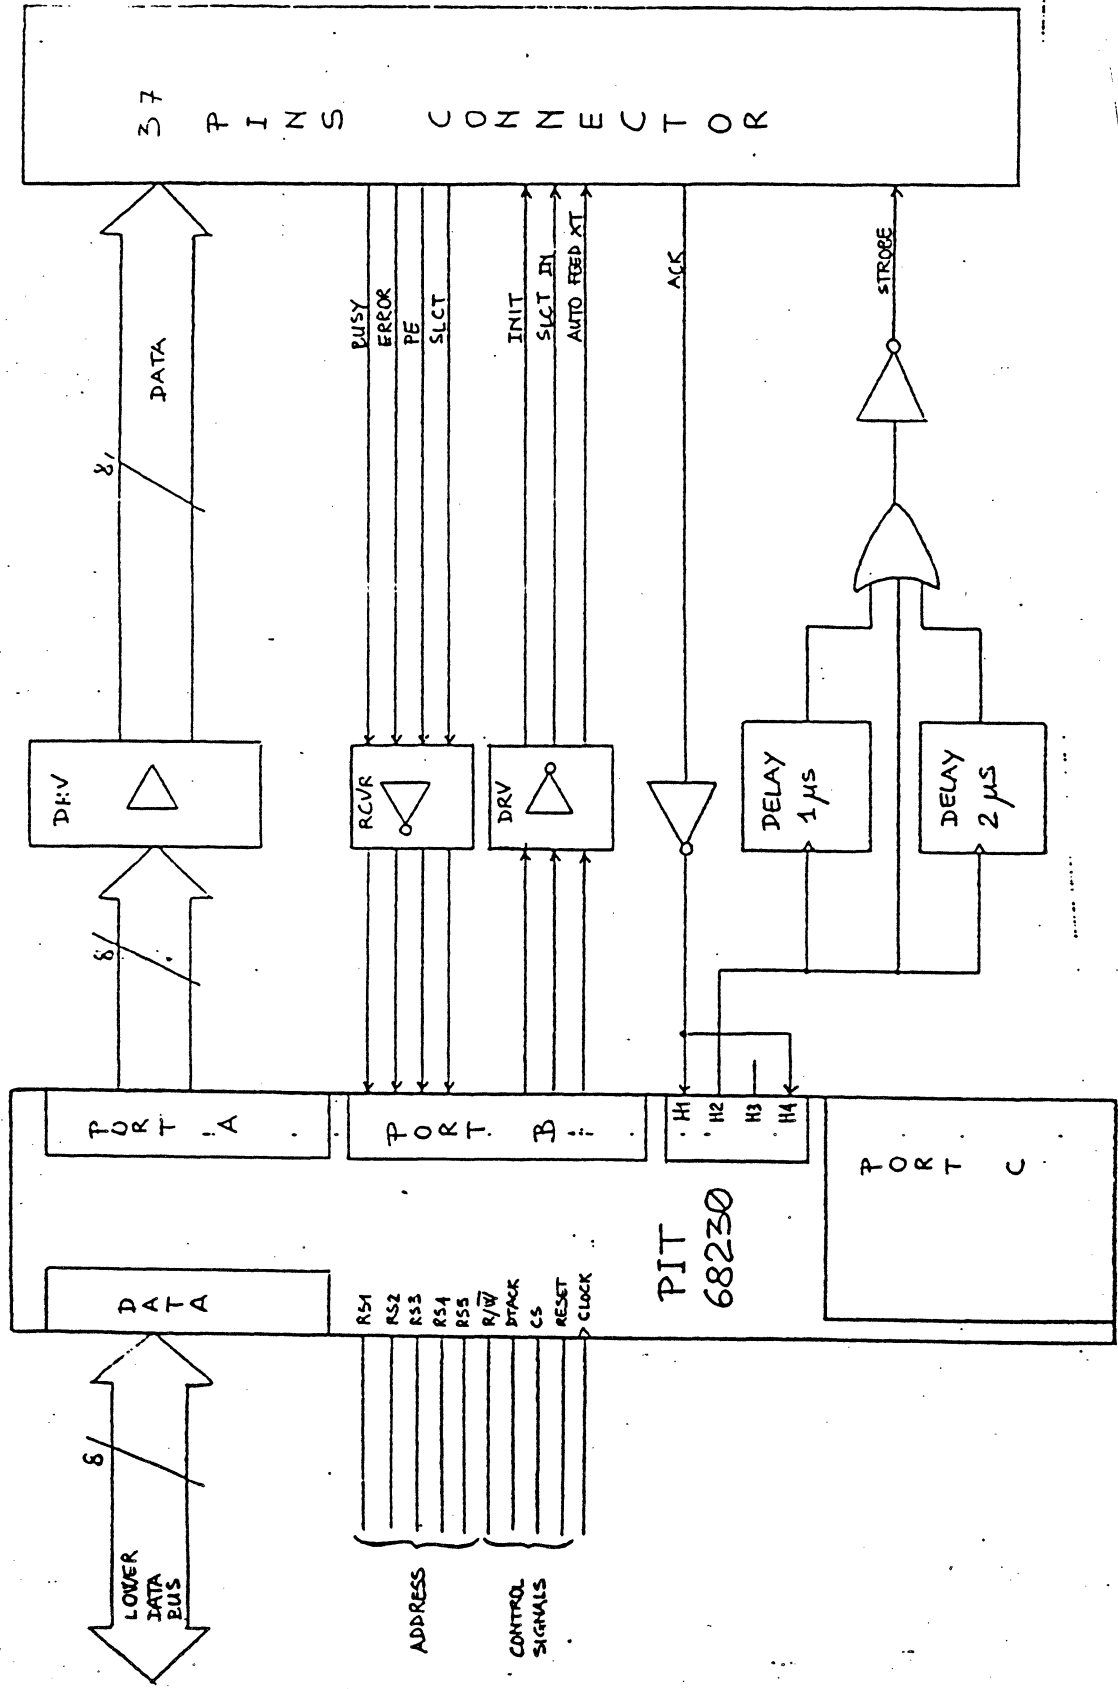 37 PINS CONNECTOR
DATA
8
DRV
8
PORT A
DATA
8
LOWER
DATA
BUS
BUSY
ERROR
PE
SLCT
RCVR
INIT
SLCT IN
AUTO FEED XT
DRV
PORT B
RS1
RS2
RS3
RS4
RS5
R/W̅
DTACK
CS
RESET
CLOCK
ADDRESS
CONTROL
SIGNALS
ACK
H1
H2
H3
H4
PIT
68230
STROBE
DELAY
1 µs
DELAY
2 µs
PORT C